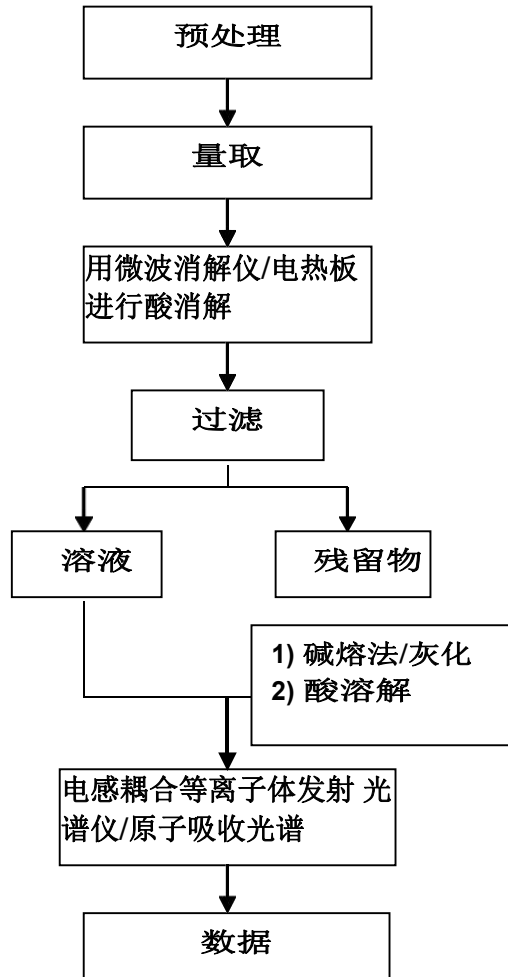 预处理
量取
用微波消解仪/电热板
进行酸消解
过滤
溶液
残留物
1) 碱熔法/灰化
2) 酸溶解
电感耦合等离子体发射 光
谱仪/原子吸收光谱
数据